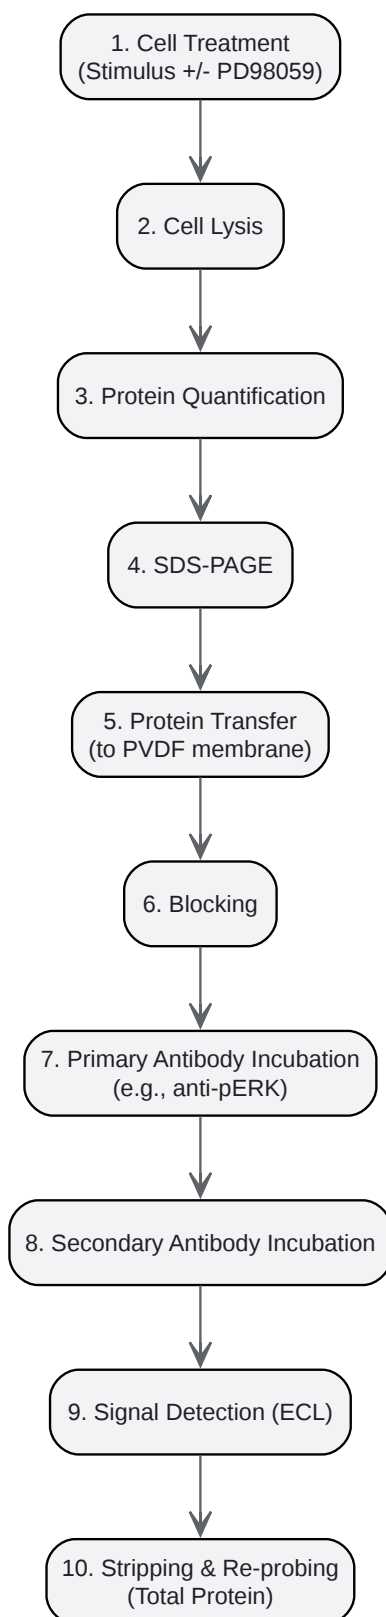 1. Cell Treatment
(Stimulus +/- PD98059)
2. Cell Lysis
3. Protein Quantification
4. SDS-PAGE
5. Protein Transfer
(to PVDF membrane)
6. Blocking
7. Primary Antibody Incubation
(e.g., anti-pERK)
8. Secondary Antibody Incubation
9. Signal Detection (ECL)
10. Stripping & Re-probing
(Total Protein)